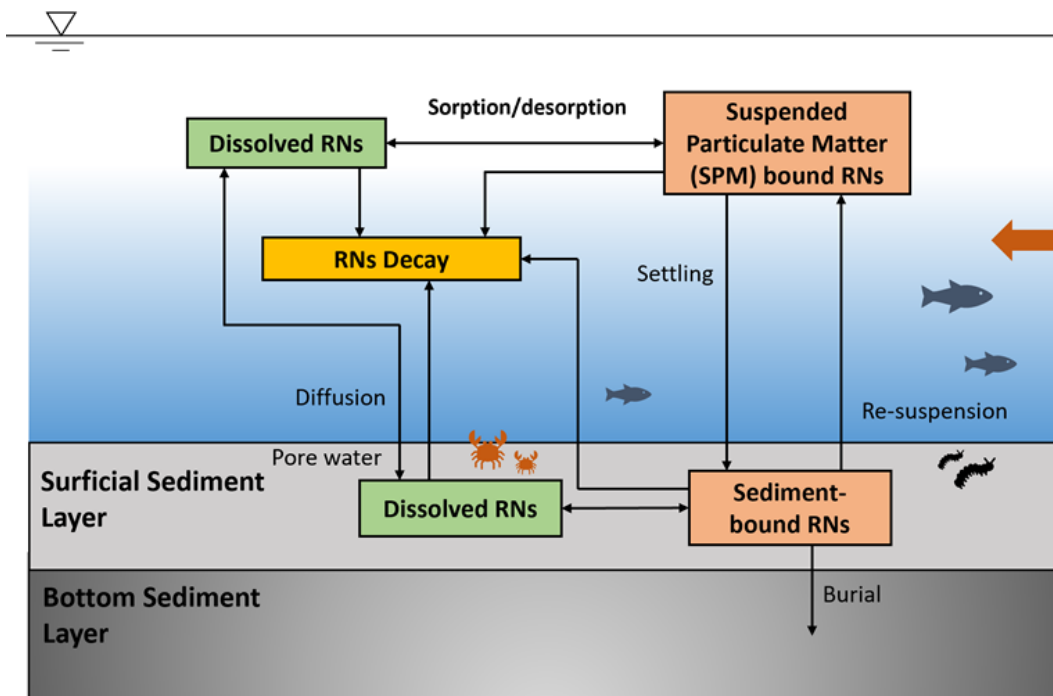 Sorption/desorption
Dissolved RNs
Suspended
Particulate Matter
(SPM) bound RNs
RNs Decay
Settling
Diffusion
Re-suspension
Pore water
Surficial Sediment
Layer
Dissolved RNs
Sediment-
bound RNs
Bottom Sediment
Layer
Burial